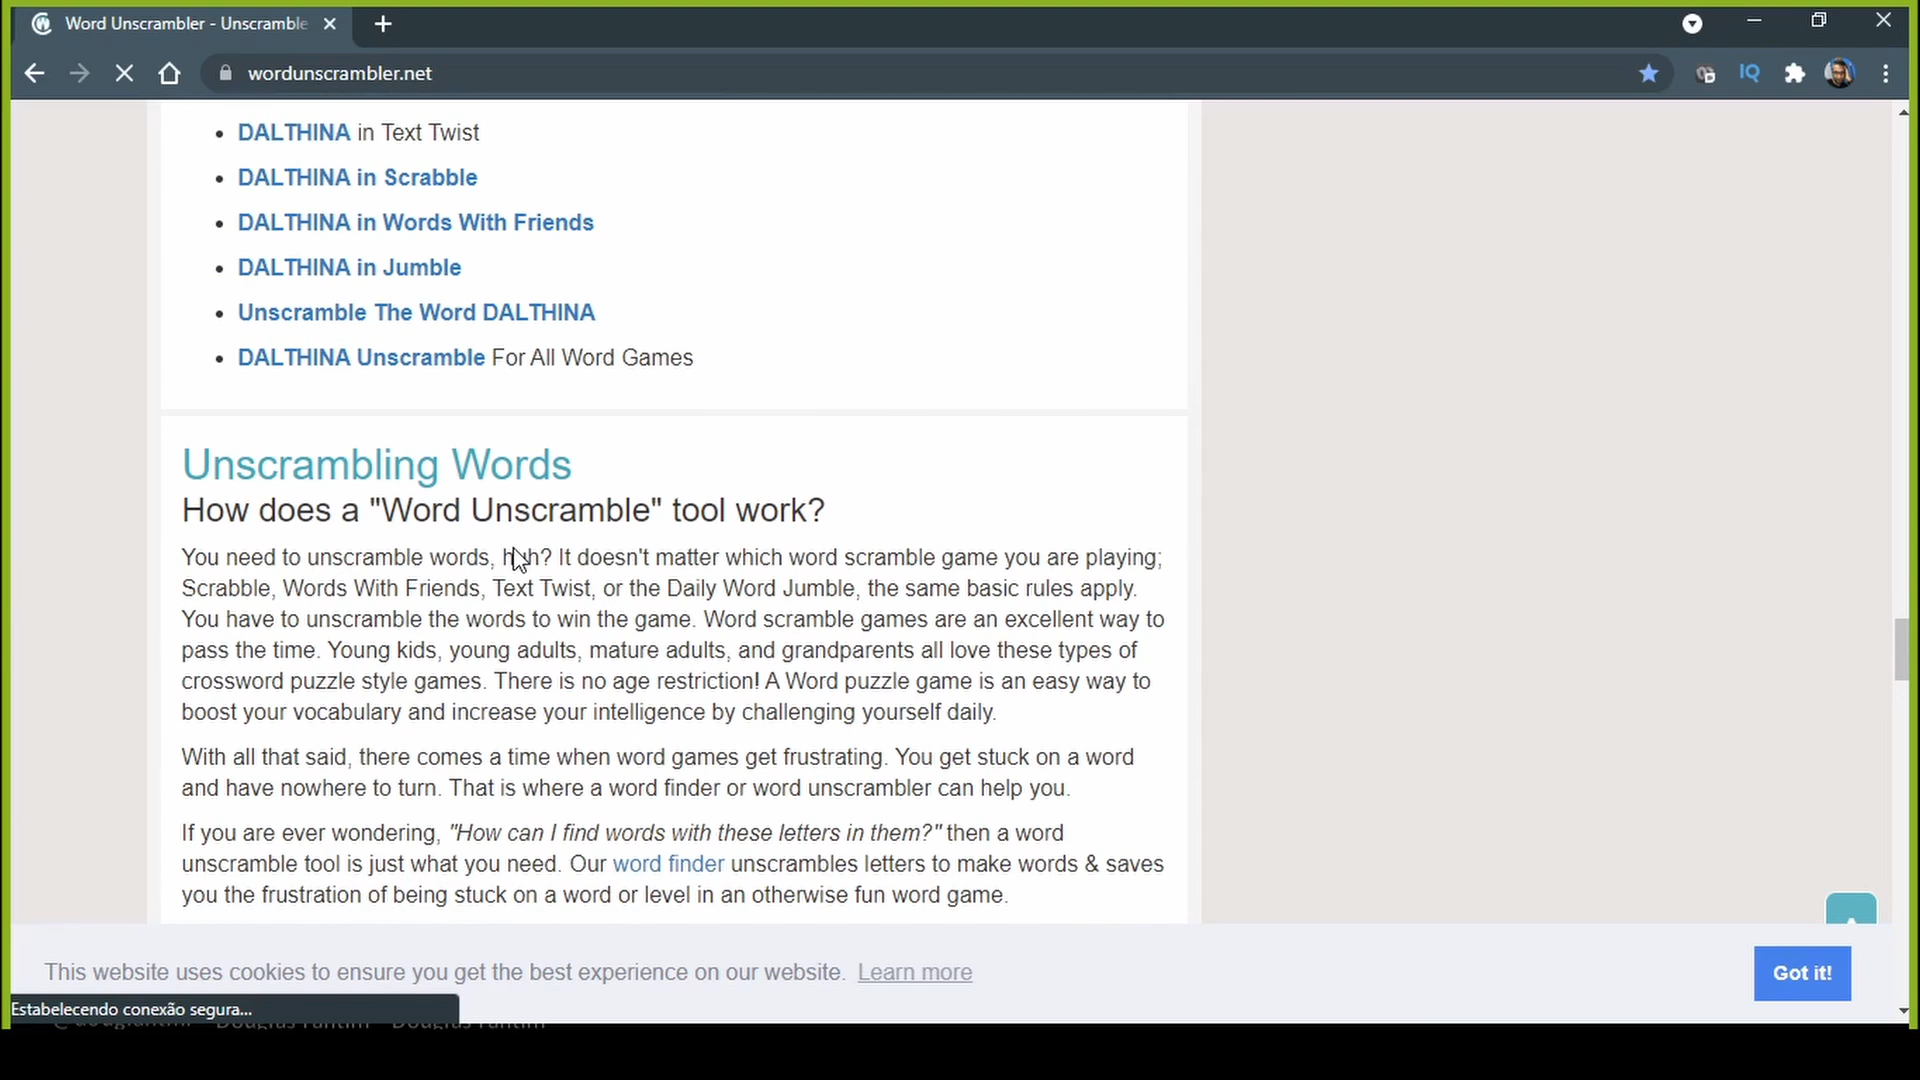 Word Unscrambler - Unscramble
wordunscrambler.net
IQ
DALTHINA in Text Twist
DALTHINA in Scrabble
DALTHINA in Words With Friends
DALTHINA in Jumble
Unscramble The Word DALTHINA
DALTHINA Unscramble For All Word Games
Unscrambling Words
How does a "Word Unscramble" tool work?
You need to unscramble words, huh? It doesn't matter which word scramble game you are playing;
Scrabble, Words With Friends, Text Twist, or the Daily Word Jumble, the same basic rules apply.
You have to unscramble the words to win the game. Word scramble games are an excellent way to
pass the time. Young kids, young adults, mature adults, and grandparents all love these types of
crossword puzzle style games. There is no age restriction! A Word puzzle game is an easy way to
boost your vocabulary and increase your intelligence by challenging yourself daily.
With all that said, there comes a time when word games get frustrating. You get stuck on a word
and have nowhere to turn. That is where a word finder or word unscrambler can help you.
If you are ever wondering, "How can I find words with these letters in them?" then a word
unscramble tool is just what you need. Our word finder unscrambles letters to make words & saves
you the frustration of being stuck on a word or level in an otherwise fun word game.
This website uses cookies to ensure you get the best experience on our website. Learn more
Got it!
Estabelecendo conexão segura...